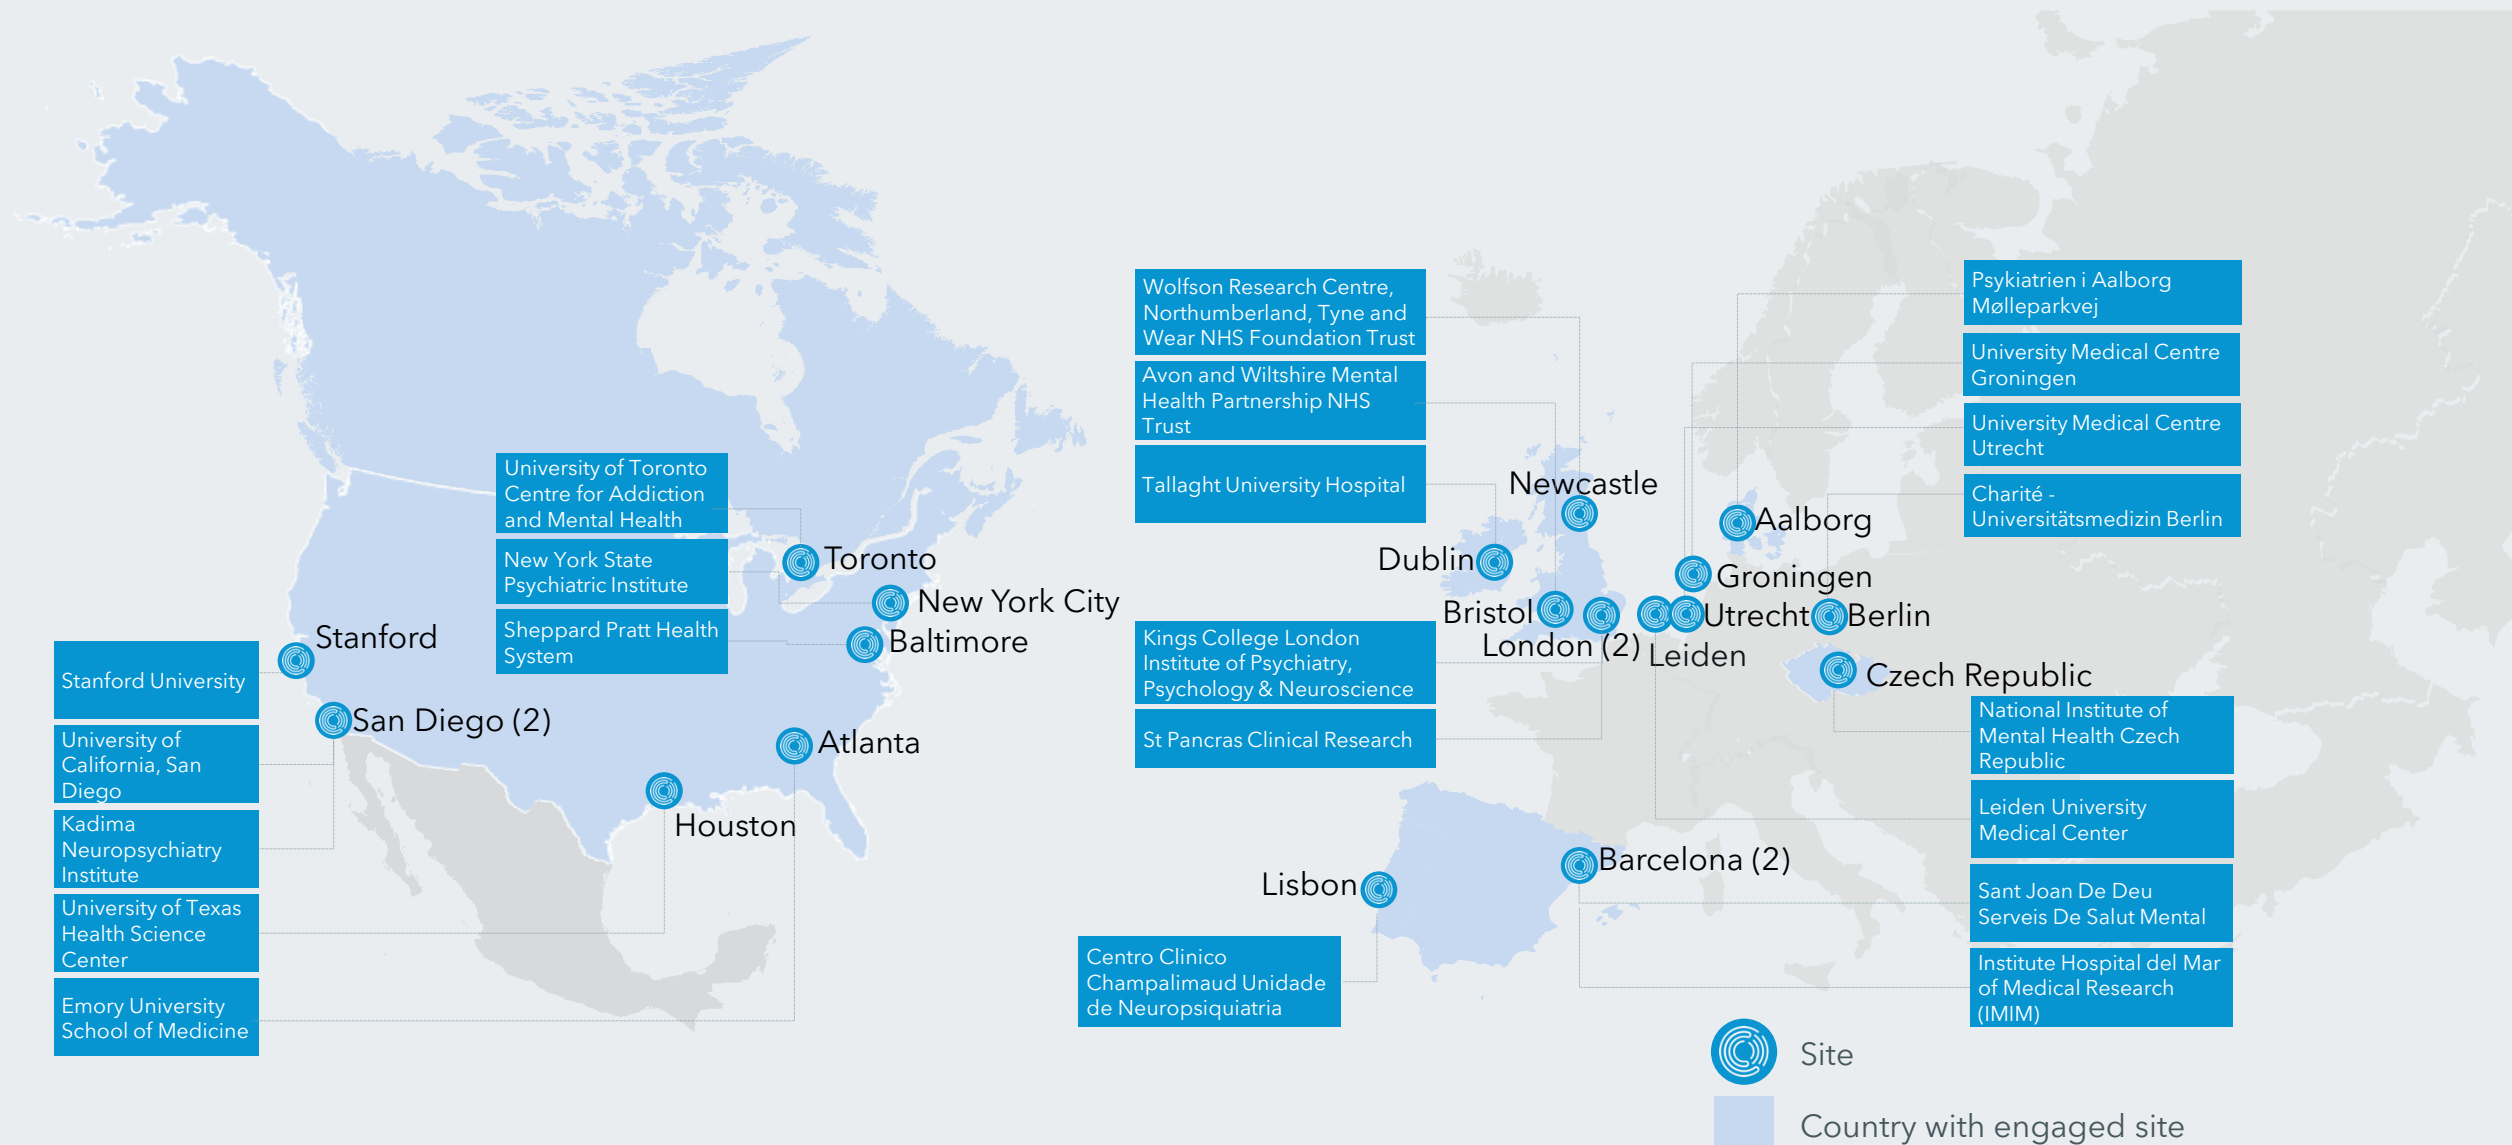 University of Toronto
Centre for Addiction
and Mental Health
New York State
Psychiatric Institute
Sheppard Pratt Health
System
Toronto
New York City
Baltimore
Stanford
San Diego (2)
Atlanta
Houston
Stanford University
University of
California, San
Diego
Kadima
Neuropsychiatry
Institute
University of Texas
Health Science
Center
Emory University
School of Medicine
Wolfson Research Centre,
Northumberland, Tyne and
Wear NHS Foundation Trust
Avon and Wiltshire Mental
Health Partnership NHS
Trust
Tallaght University Hospital
Kings College London
Institute of Psychiatry,
Psychology & Neuroscience
St Pancras Clinical Research
Newcastle
Dublin
Bristol
London (2)
Leiden
Aalborg
Groningen
Utrecht
Berlin
Czech Republic
Barcelona (2)
Lisbon
Centro Clinico
Champalimaud Unidade
de Neuropsiquiatria
Psykiatrien i Aalborg
Mølleparkvej
University Medical Centre
Groningen
University Medical Centre
Utrecht
Charité -
Universitätsmedizin Berlin
National Institute of
Mental Health Czech
Republic
Leiden University
Medical Center
Sant Joan De Deu
Serveis De Salut Mental
Institute Hospital del Mar
of Medical Research
(IMIM)
Site
Country with engaged site